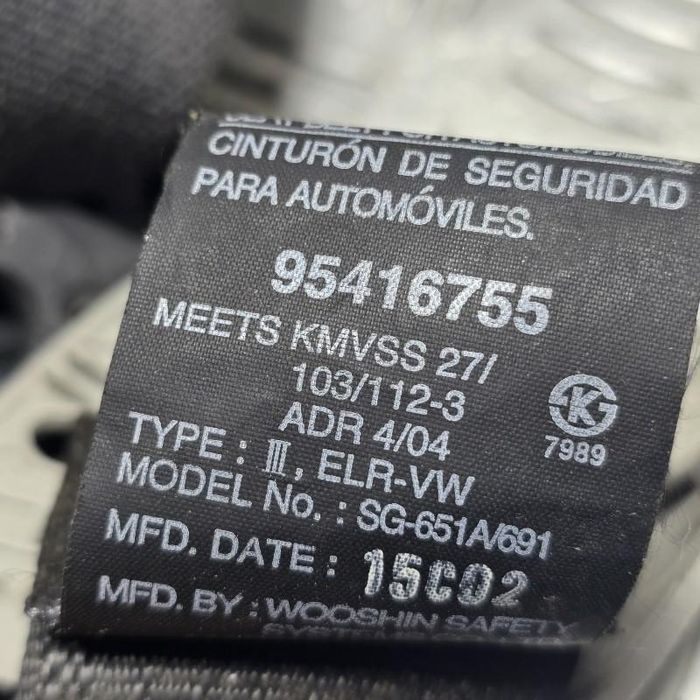 CINTURÓN DE SEGURIDAD
PARA AUTOMÓVILES.
95416755
MEETS KMVSS 27/
103/112-3
ADR 4/04
7989
TYPE : III, ELR-VW
MODEL No. : SG-651A/691
MFD. DATE : 15C02
MFD. BY : WOOSHIN SAFETY